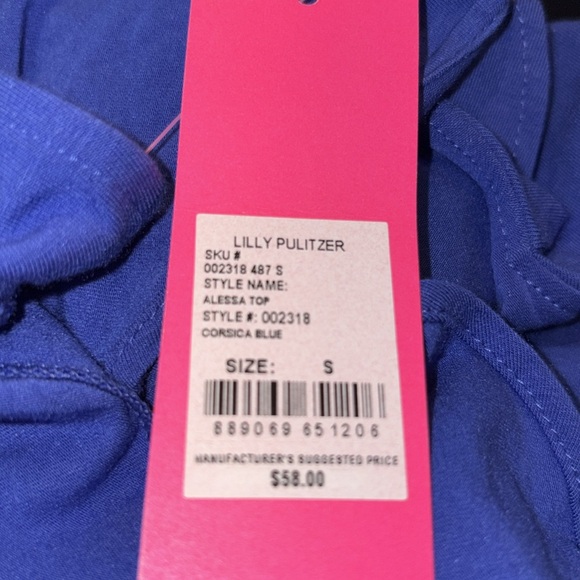 LILLY PULITZER
SKU #
002318 487 S
STYLE NAME:
ALESSA TOP
STYLE #: 002318
CORSICA BLUE
SIZE: S
889069 651206
MANUFACTURER'S SUGGESTED PRICE
$58.00